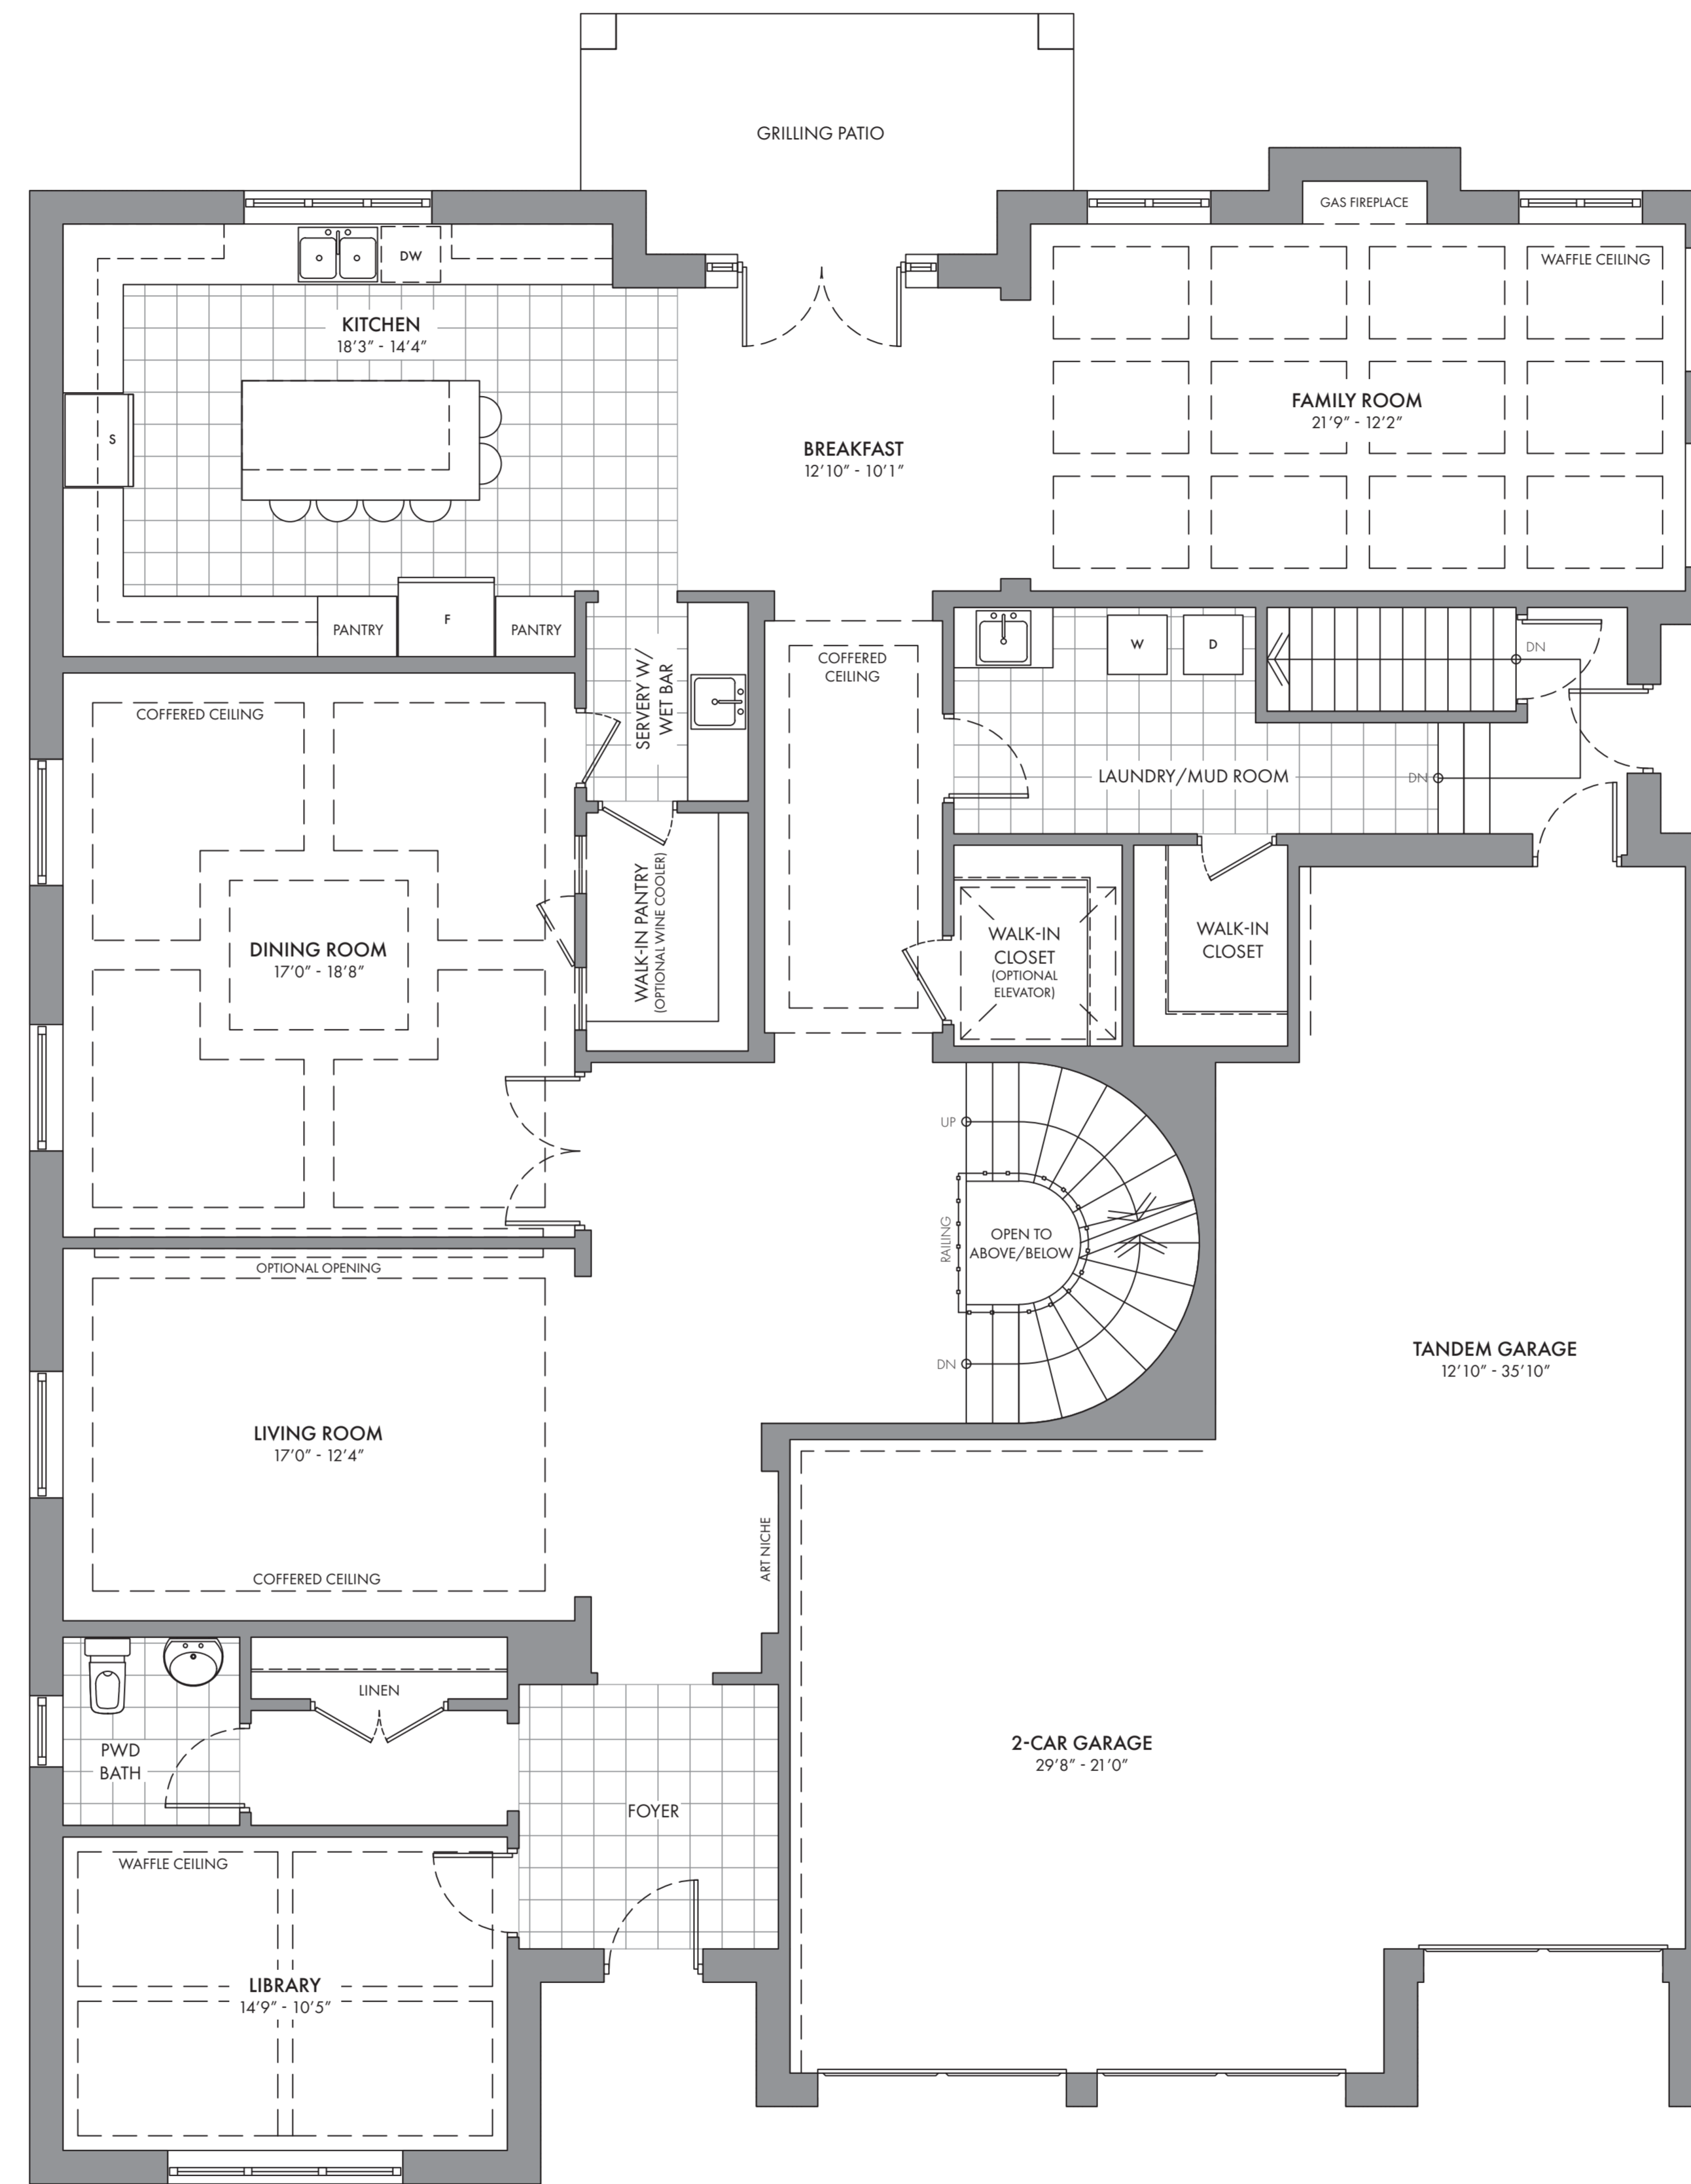 GRILLING PATIO
GAS FIREPLACE
WAFFLE CEILING
DW
KITCHEN
18'3" - 14'4"
S
BREAKFAST
12'10" - 10'1"
FAMILY ROOM
21'9" - 12'2"
PANTRY
F
PANTRY
SERVERY W/
WET BAR
COFFERED
CEILING
W
D
DN
LAUNDRY/MUD ROOM
DN
COFFERED CEILING
DINING ROOM
17'0" - 18'8"
WALK-IN PANTRY
(OPTIONAL WINE COOLER)
WALK-IN
CLOSET
(OPTIONAL
ELEVATOR)
WALK-IN
CLOSET
UP
RAILING
OPEN TO
ABOVE/BELOW
DN
OPTIONAL OPENING
LIVING ROOM
17'0" - 12'4"
COFFERED CEILING
TANDEM GARAGE
12'10" - 35'10"
ART NICHE
LINEN
PWD
BATH
FOYER
2-CAR GARAGE
29'8" - 21'0"
WAFFLE CEILING
LIBRARY
14'9" - 10'5"